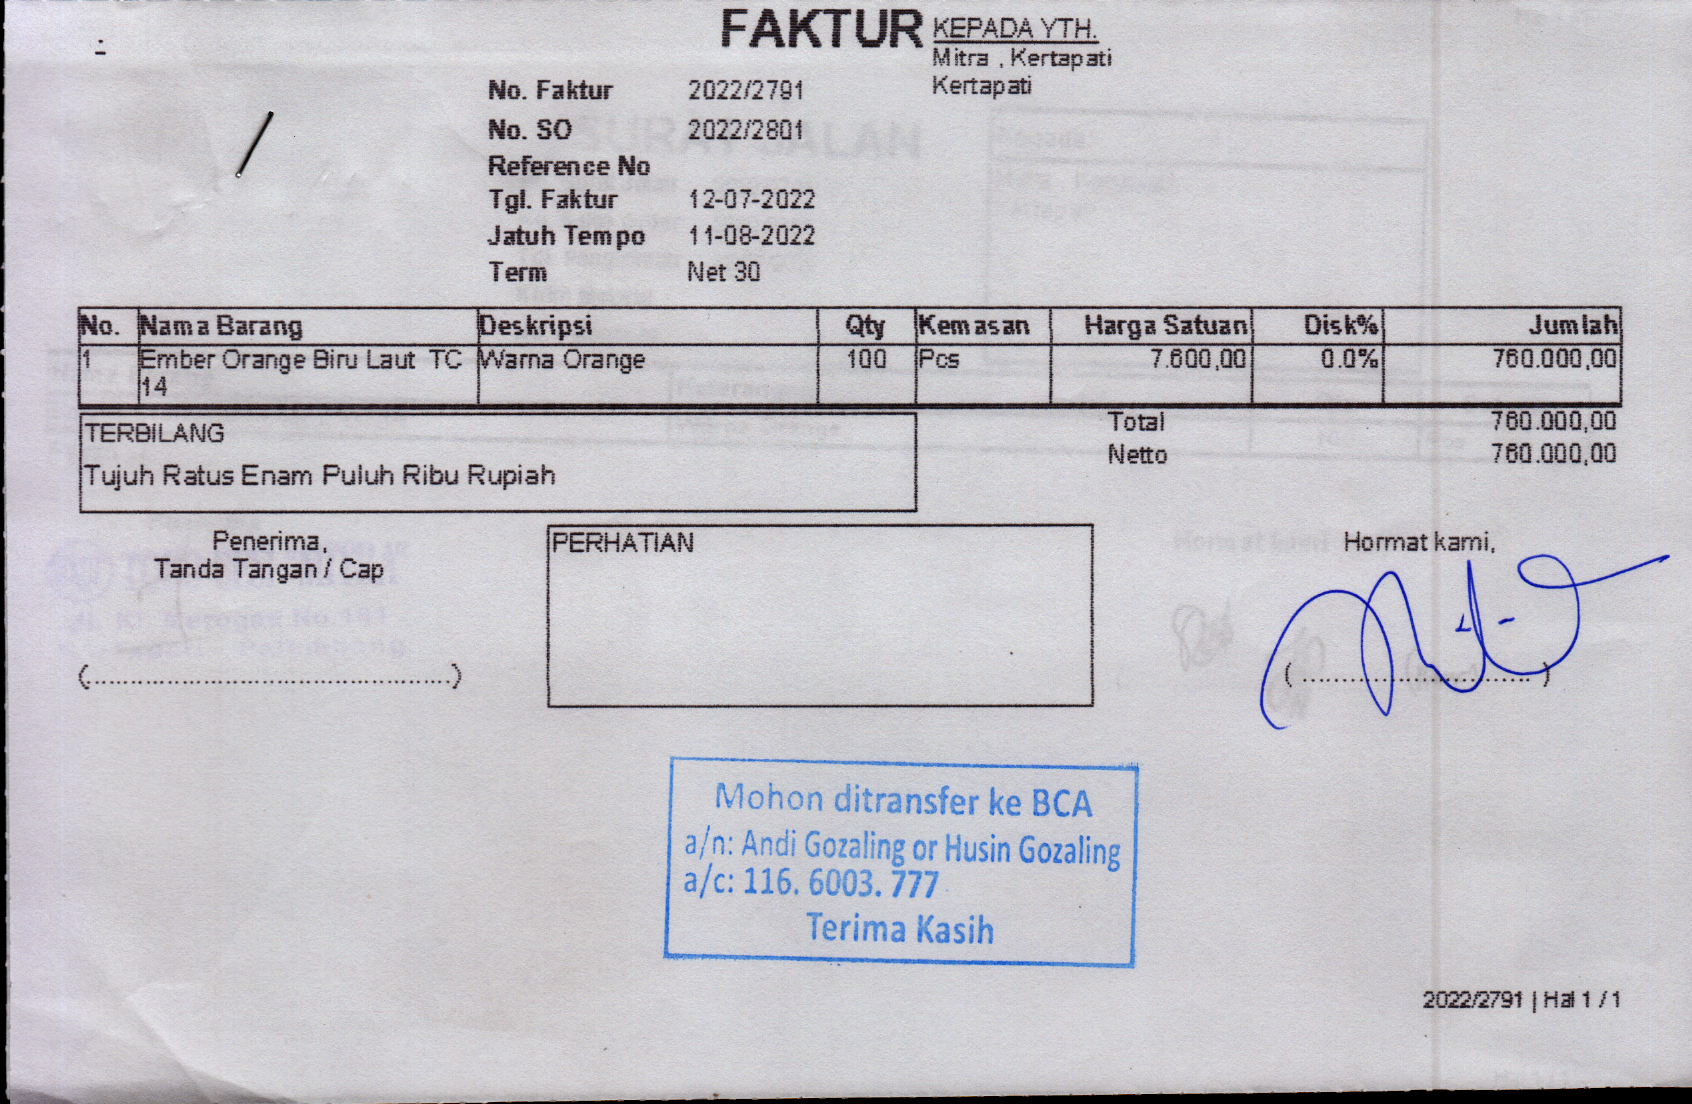 FAKTUR
KEPADA YTH.
Mitra , Kertapati
Kertapati
No. Faktur 2022/2791
No. SO 2022/2801
Reference No
Tgl. Faktur 12-07-2022
Jatuh Tempo 11-08-2022
Term Net 30
No. Nama Barang Deskripsi Qty Kemasan Harga Satuan Disk% Jumlah
1 Ember Orange Biru Laut TC 14 Warna Orange 100 Pcs 7.600,00 0.0% 760.000,00
Total 760.000,00
Netto 760.000,00
TERBILANG
Tujuh Ratus Enam Puluh Ribu Rupiah
Penerima,
Tanda Tangan / Cap
(............................................)
PERHATIAN
Hormat kami,
( ............................... )
Mohon ditransfer ke BCA
a/n: Andi Gozaling or Husin Gozaling
a/c: 116. 6003. 777
Terima Kasih
2022/2791 | Hal 1 / 1